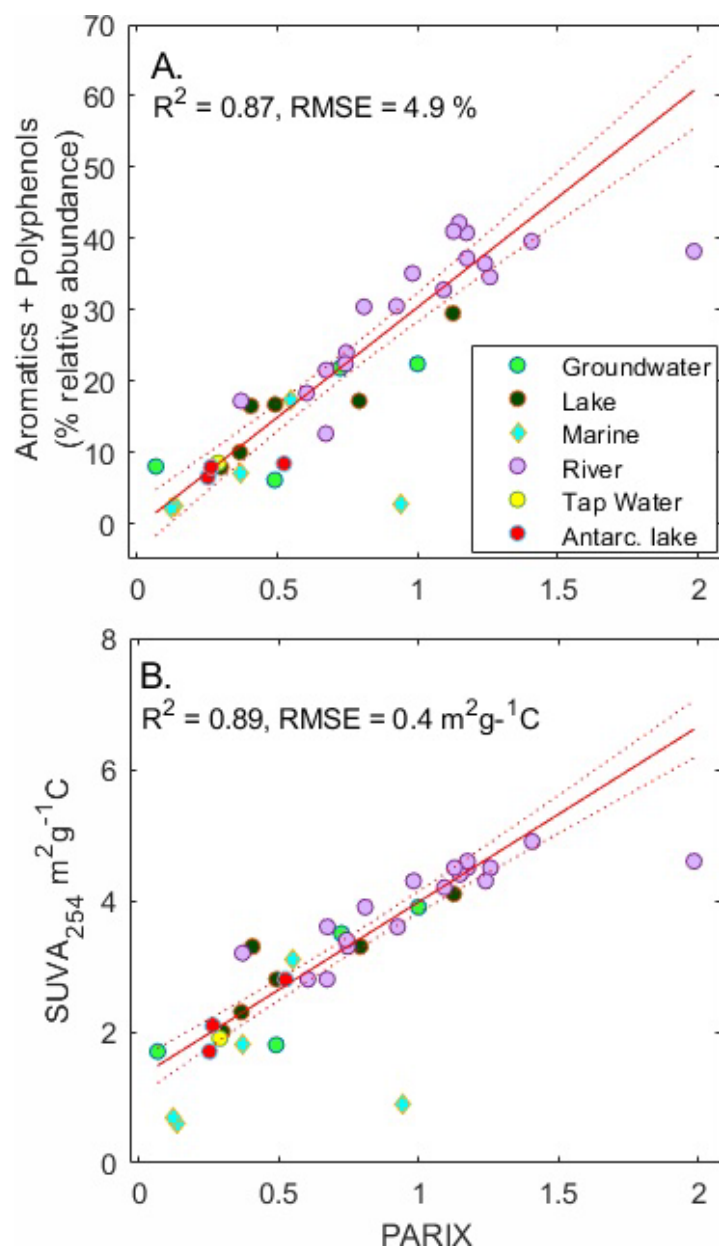 70
60
50
40
30
20
10
0
Aromatics + Polyphenols
(% relative abundance)
A.
R² = 0.87, RMSE = 4.9 %
Groundwater
Lake
Marine
River
Tap Water
Antarc. lake
0 0.5 1 1.5 2
8
6
4
2
0
SUVA₂₅₄ m²g⁻¹C
B.
R² = 0.89, RMSE = 0.4 m²g-¹C
0 0.5 1 1.5 2
PARIX